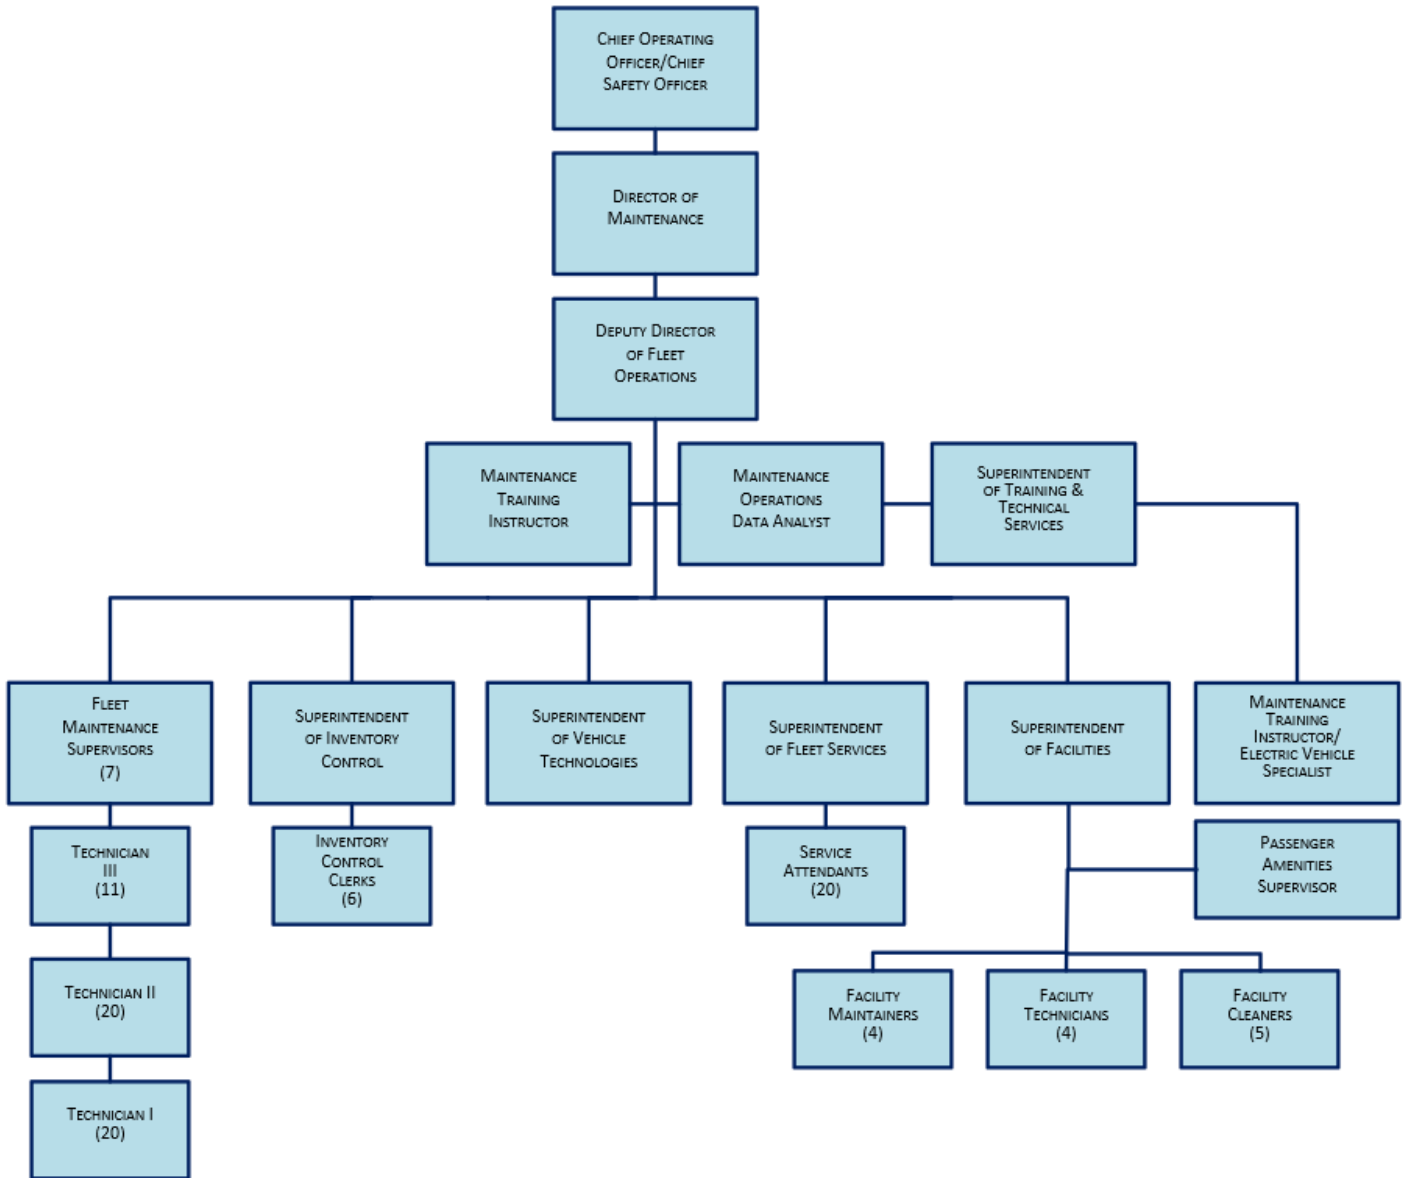 Chief Operating
Officer/Chief
Safety Officer
Director of
Maintenance
Deputy Director
of Fleet
Operations
Maintenance
Training
Instructor
Maintenance
Operations
Data Analyst
Superintendent
of Training &
Technical
Services
Fleet
Maintenance
Supervisors
(7)
Superintendent
of Inventory
Control
Superintendent
of Vehicle
Technologies
Superintendent
of Fleet Services
Superintendent
of Facilities
Maintenance
Training
Instructor/
Electric Vehicle
Specialist
Technician
III
(11)
Inventory
Control
Clerks
(6)
Service
Attendants
(20)
Passenger
Amenities
Supervisor
Technician II
(20)
Facility
Maintainers
(4)
Facility
Technicians
(4)
Facility
Cleaners
(5)
Technician I
(20)